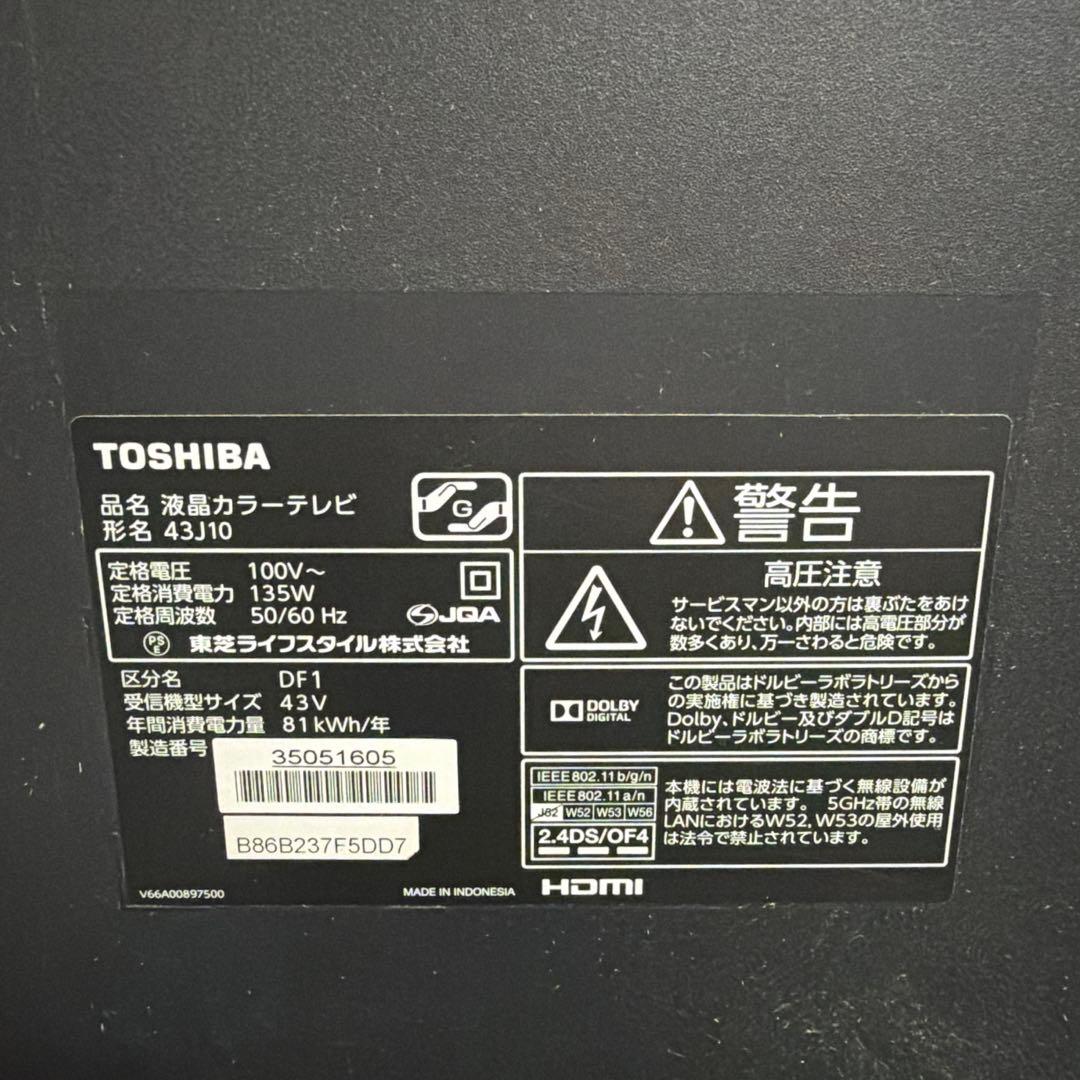 TOSHIBA
品名 液晶カラーテレビ
形名 43J10
G
定格電圧 100V～
定格消費電力 135W
定格周波数 50/60 Hz
JQA
PS
E
東芝ライフスタイル株式会社
区分名 DF1
受信機型サイズ 43V
年間消費電力量 81kWh/年
製造番号
35051605
B86B237F5DD7
V66A00897500
MADE IN INDONESIA
警告
高圧注意
サービスマン以外の方は裏ぶたをあけ
ないでください。内部には高電圧部分が
数多くあり、万一さわると危険です。
DOLBY
DIGITAL
この製品はドルビーラボラトリーズから
の実施権に基づき製造されています。
Dolby、ドルビー及びダブルD記号は
ドルビーラボラトリーズの商標です。
IEEE802.11b/g/n
IEEE802.11a/n
J52 W52 W53 W56
2.4DS/OF4
本機には電波法に基づく無線設備が
内蔵されています。 5GHz帯の無線
LANにおけるW52、W53の屋外使用
は法令で禁止されています。
HDMI